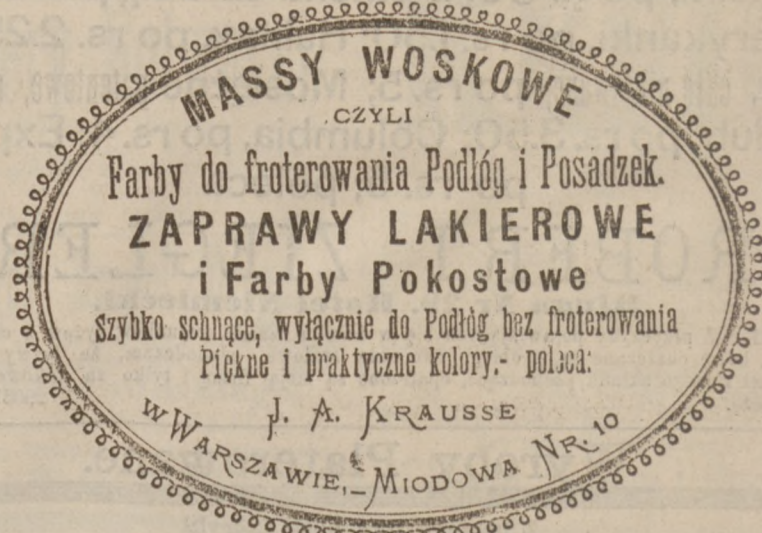 MASSY WOSKOWE
CZYLI
Farby do froterowania Podłóg i Posadzek.
ZAPRAWY LAKIEROWE
i Farby Pokostowe
szybko schnące, wyłącznie do Podłóg bez froterowania
Piękne i praktyczne kolory.- poleca:
J. A. KRAUSSE
W WARSZAWIE, MIODOWA NR. 10